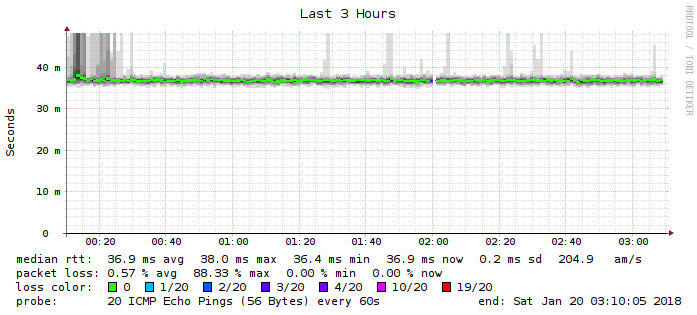 Last 3 Hours
RRDTOOL / TOBI OETIKER
Seconds
40 m
30 m
20 m
10 m
0
00:20 00:40 01:00 01:20 01:40 02:00 02:20 02:40 03:00
median rtt: 36.9 ms avg 38.0 ms max 36.4 ms min 36.9 ms now 0.2 ms sd 204.9 am/s
packet loss: 0.57 % avg 88.33 % max 0.00 % min 0.00 % now
loss color: 0 1/20 2/20 3/20 4/20 10/20 19/20
probe: 20 ICMP Echo Pings (56 Bytes) every 60s end: Sat Jan 20 03:10:05 2018